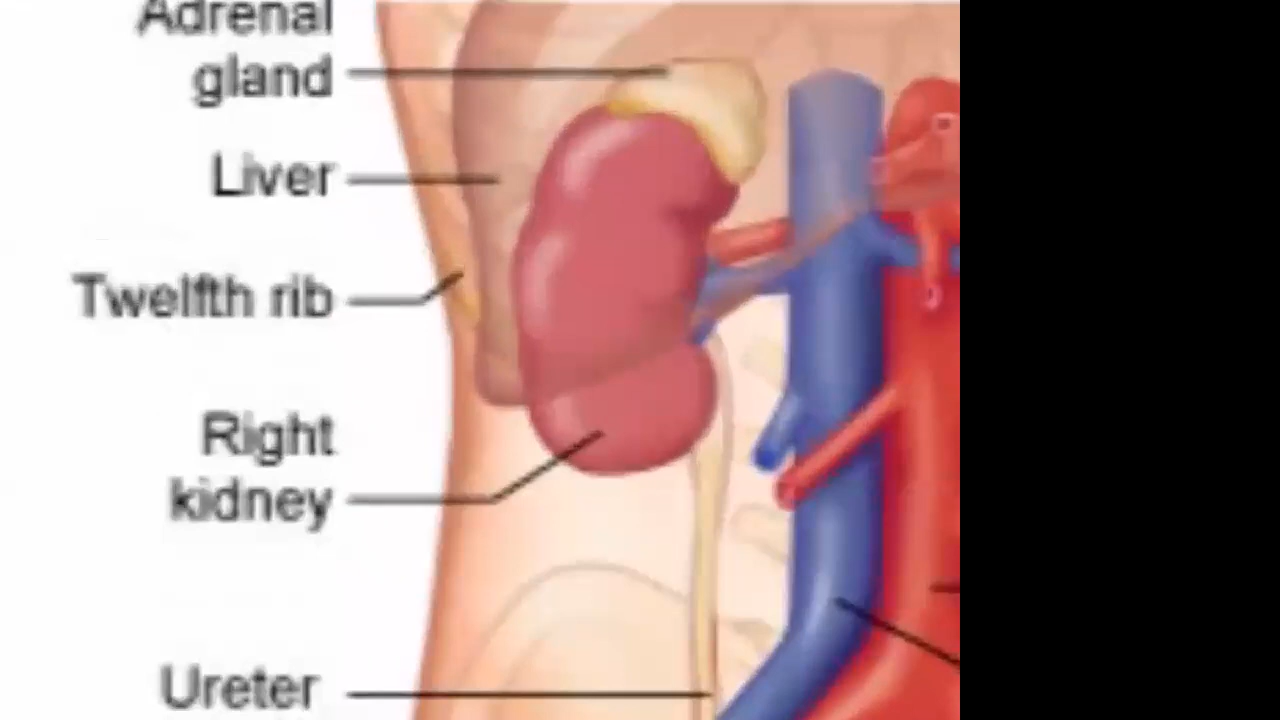 Adrenal
gland
Liver
Twelfth rib
Right
kidney
Ureter